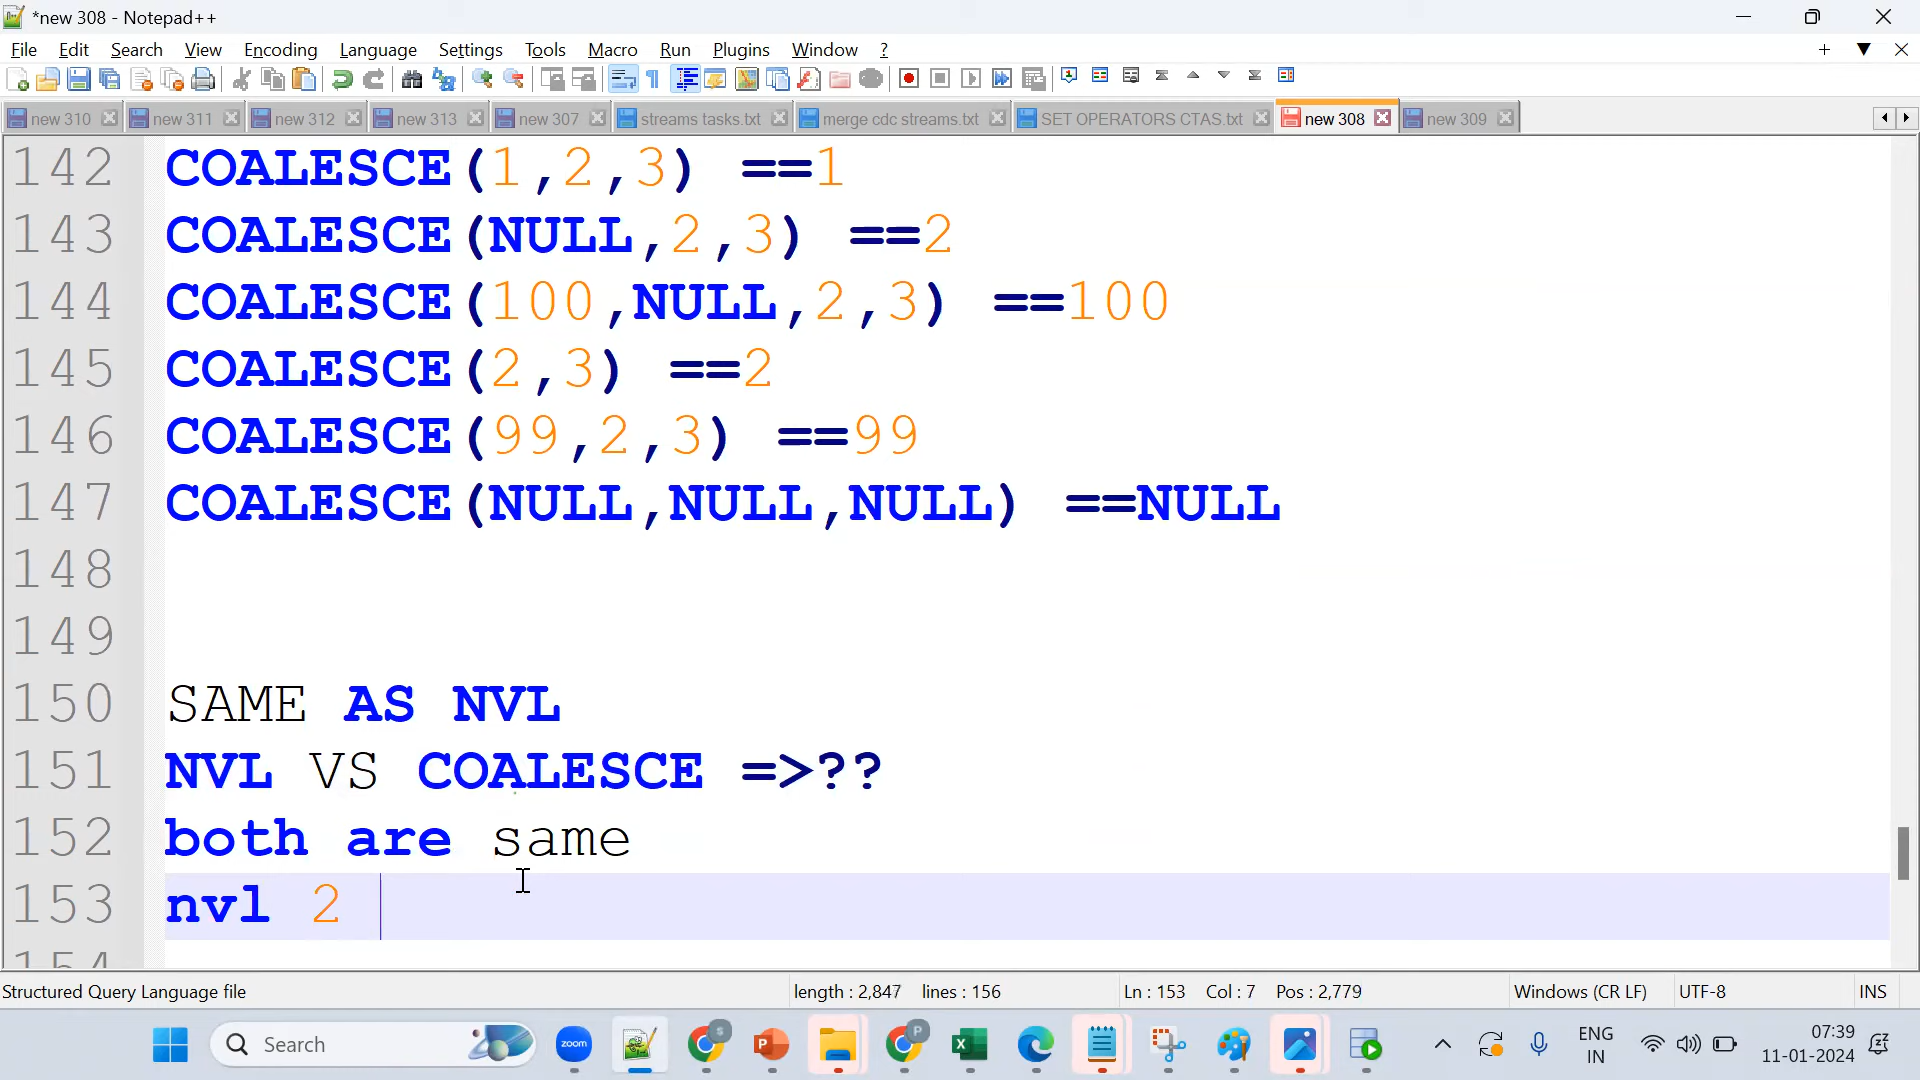 *new 308 - Notepad++
File Edit Search View Encoding Language Settings Tools Macro Run Plugins Window ?
new 310 new 311 new 312 new 313 new 307 streams tasks.txt merge cdc streams.txt SET OPERATORS CTAS.txt new 308 new 309
142 COALESCE(1,2,3) ==1
143 COALESCE(NULL,2,3) ==2
144 COALESCE(100,NULL,2,3) ==100
145 COALESCE(2,3) ==2
146 COALESCE(99,2,3) ==99
147 COALESCE(NULL,NULL,NULL) ==NULL
148
149
150 SAME AS NVL
151 NVL VS COALESCE =>??
152 both are same
153 nvl 2
154
Structured Query Language file length : 2,847 lines : 156 Ln : 153 Col : 7 Pos : 2,779 Windows (CR LF) UTF-8 INS
Search zoom S P P X ENG 07:39
IN 11-01-2024